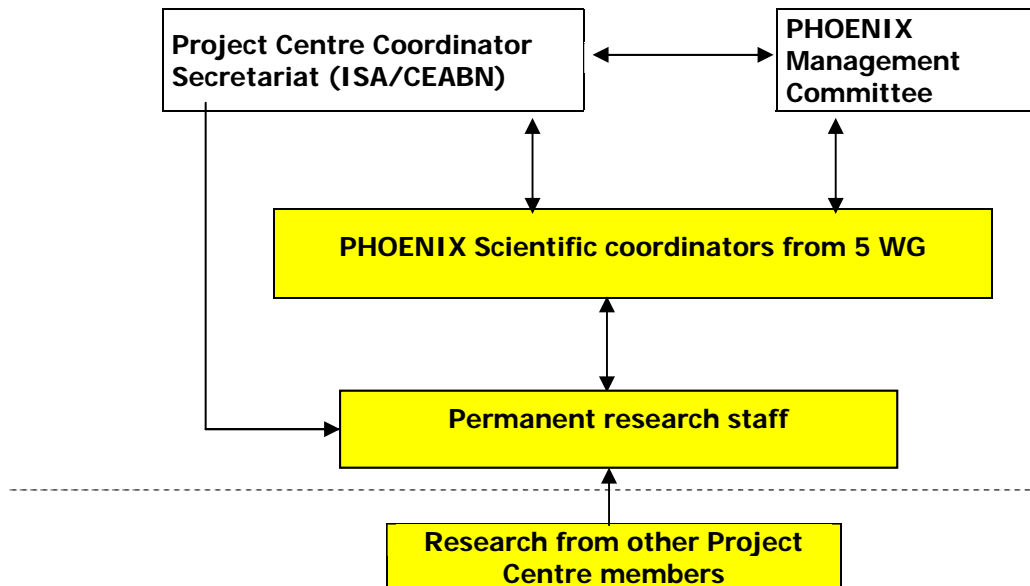 Project Centre Coordinator
Secretariat (ISA/CEABN)
PHOENIX
Management
Committee
PHOENIX Scientific coordinators from 5 WG
Permanent research staff
Research from other Project
Centre members